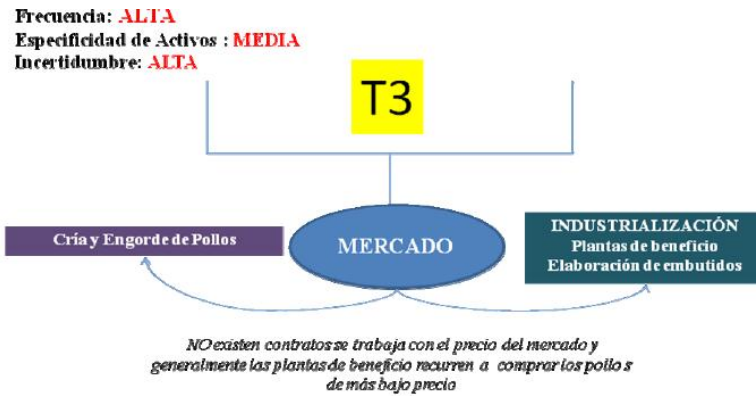 Frecuencia: ALTA
Especificidad de Activos : MEDIA
Incertidumbre: ALTA
T3
Cría y Engorde de Pollos
MERCADO
INDUSTRIALIZACIÓN
Plantas de beneficio
Elaboración de embutidos
NO existen contratos se trabaja con el precio del mercado y
generalmente las plantas de beneficio recurren a comprar los pollos
de más bajo precio